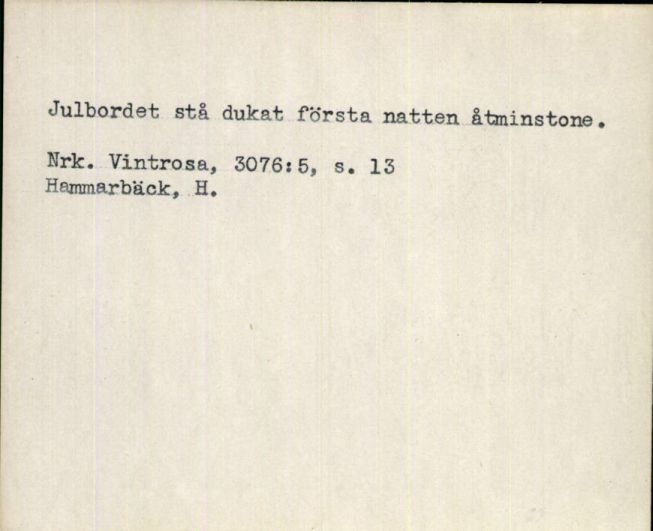 Julbordet stå dukat första natten åtminstone.
Nrk. Vintrosa, 3076:5, s. 13
Hammarbäck, H.